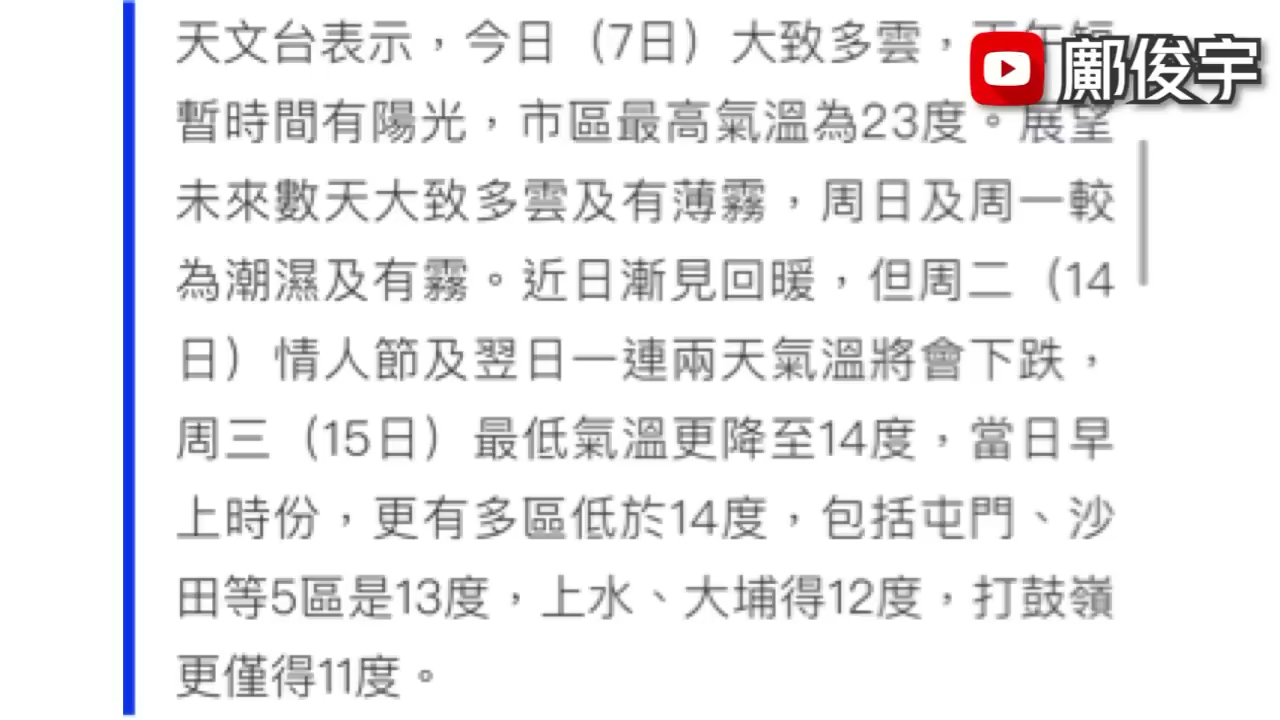 天文台表示，今日（7日）大致多雲，
暫時間有陽光，市區最高氣溫為23度。展望
未來數天大致多雲及有薄霧，周日及周一較
為潮濕及有霧。近日漸見回暖，但周二（14
日）情人節及翌日一連兩天氣溫將會下跌，
周三（15日）最低氣溫更降至14度，當日早
上時份，更有多區低於14度，包括屯門、沙
田等5區是13度，上水、大埔得12度，打鼓嶺
更僅得11度。
鄺俊宇